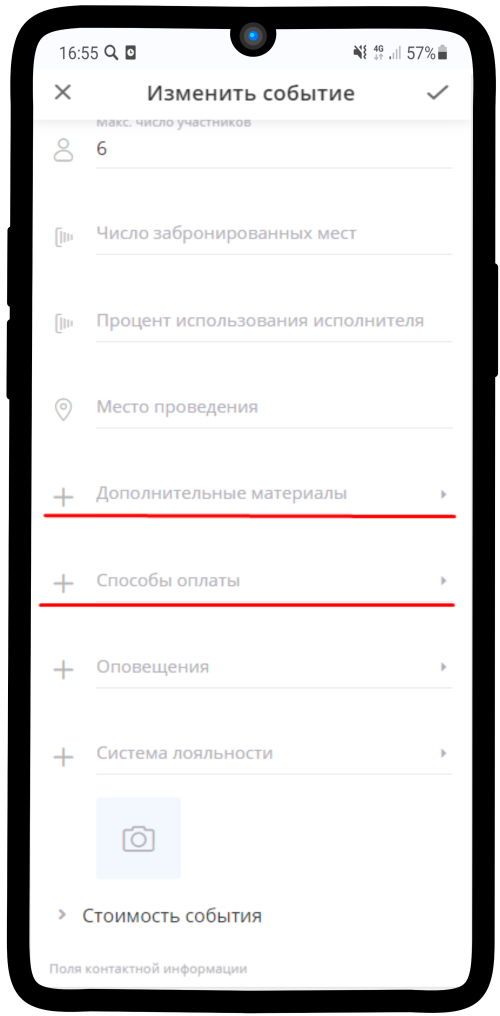 16:55
4G
57%
Изменить событие
Макс. число участников
6
Число забронированных мест
Процент использования исполнителя
Место проведения
Дополнительные материалы
Способы оплаты
Оповещения
Система лояльности
Стоимость события
Поля контактной информации